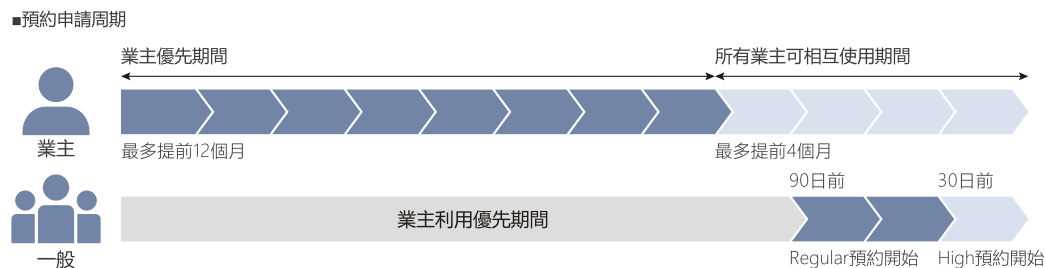 ■預約申請周期
業主優先期間
所有業主可相互使用期間
業主
最多提前12個月
最多提前4個月
90日前
30日前
業主利用優先期間
一般
Regular預約開始
High預約開始